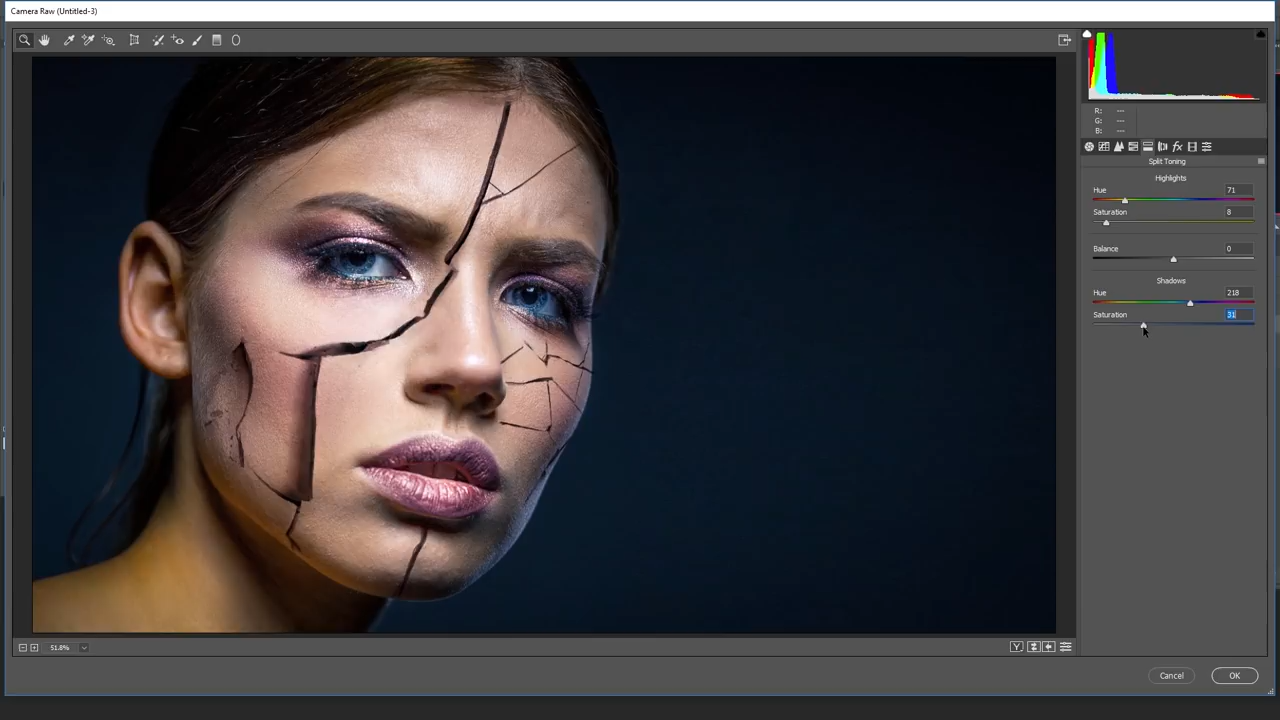 Camera Raw (Untitled-3)
R: ---
G: ---
B: ---
Split Toning
Highlights
Hue 71
Saturation 8
Balance 0
Shadows
Hue 218
Saturation 31
51.8%
Y
Cancel OK